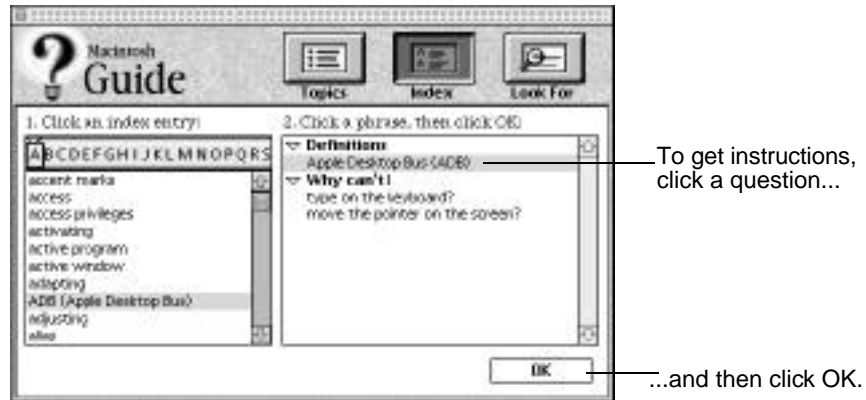 Macintosh
Guide
Topics
Index
Look For
1. Click an index entry:
ABCDEFGHIJKLMNOPQRS
accent marks
access
access privileges
activating
active program
active window
adapting
ADB (Apple Desktop Bus)
adjusting
alias
2. Click a phrase, then click OK:
Definitions
Apple Desktop Bus (ADB)
Why can't I
type on the keyboard?
move the pointer on the screen?
OK
To get instructions,
click a question...
...and then click OK.